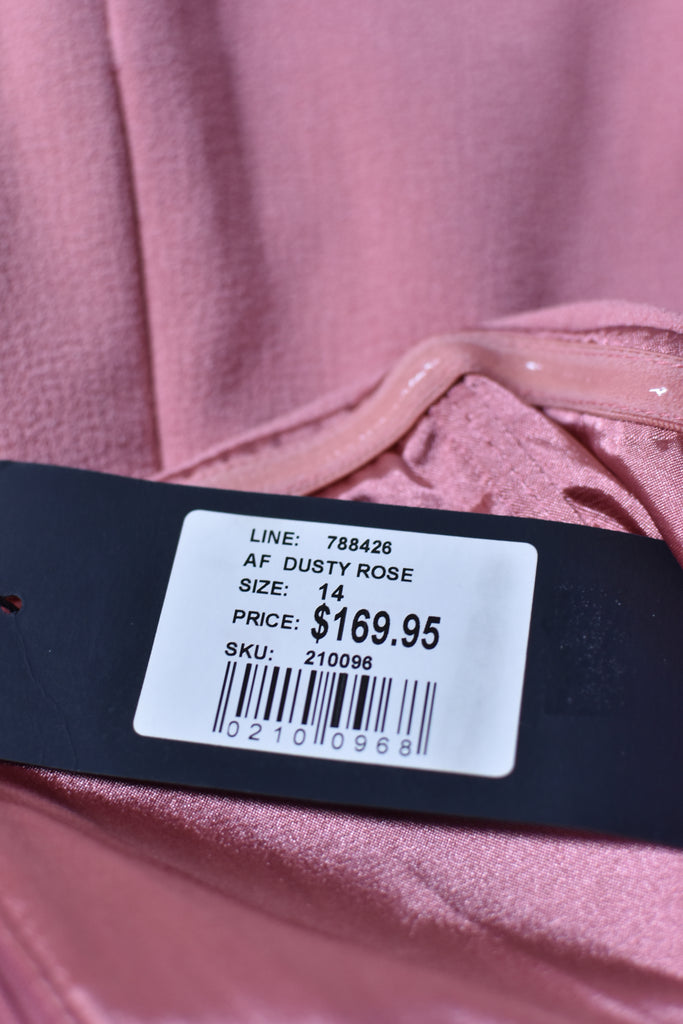 LINE: 788426
AF DUSTY ROSE
SIZE: 14
PRICE: $169.95
SKU: 210096
0210 0968